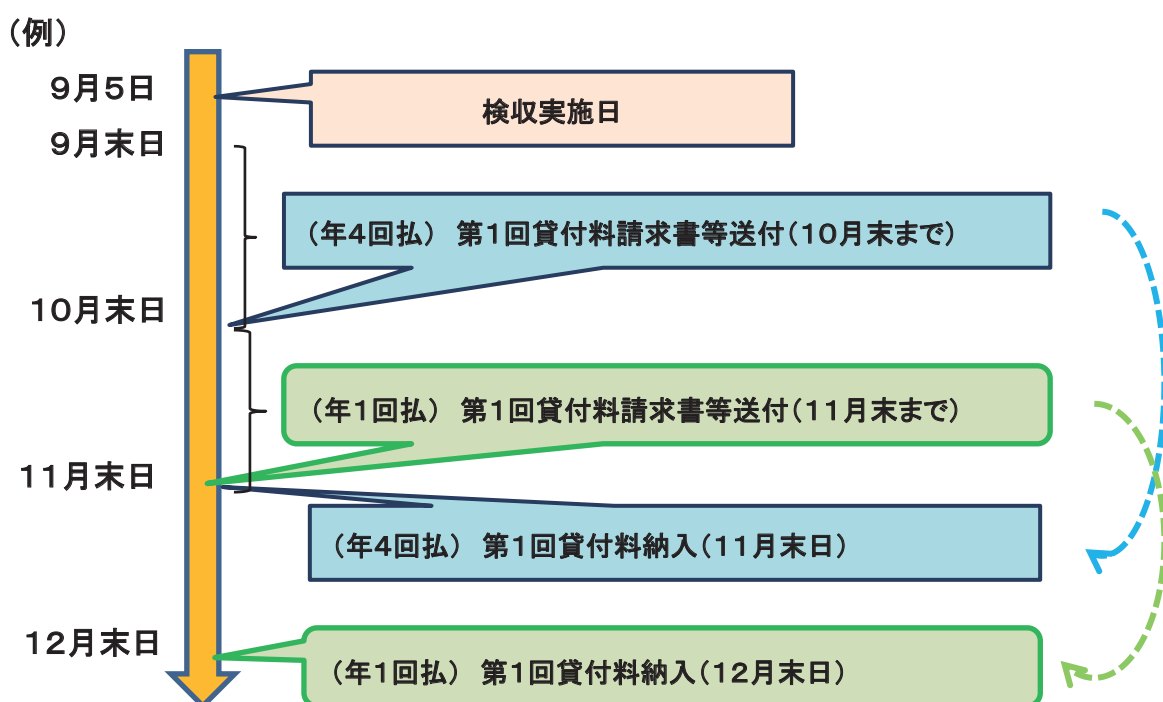 （例）
９月５日
検収実施日
９月末日
（年４回払） 第１回貸付料請求書等送付（１０月末まで）
１０月末日
（年１回払） 第１回貸付料請求書等送付（１１月末まで）
１１月末日
（年４回払） 第１回貸付料納入（１１月末日）
１２月末日
（年１回払） 第１回貸付料納入（１２月末日）